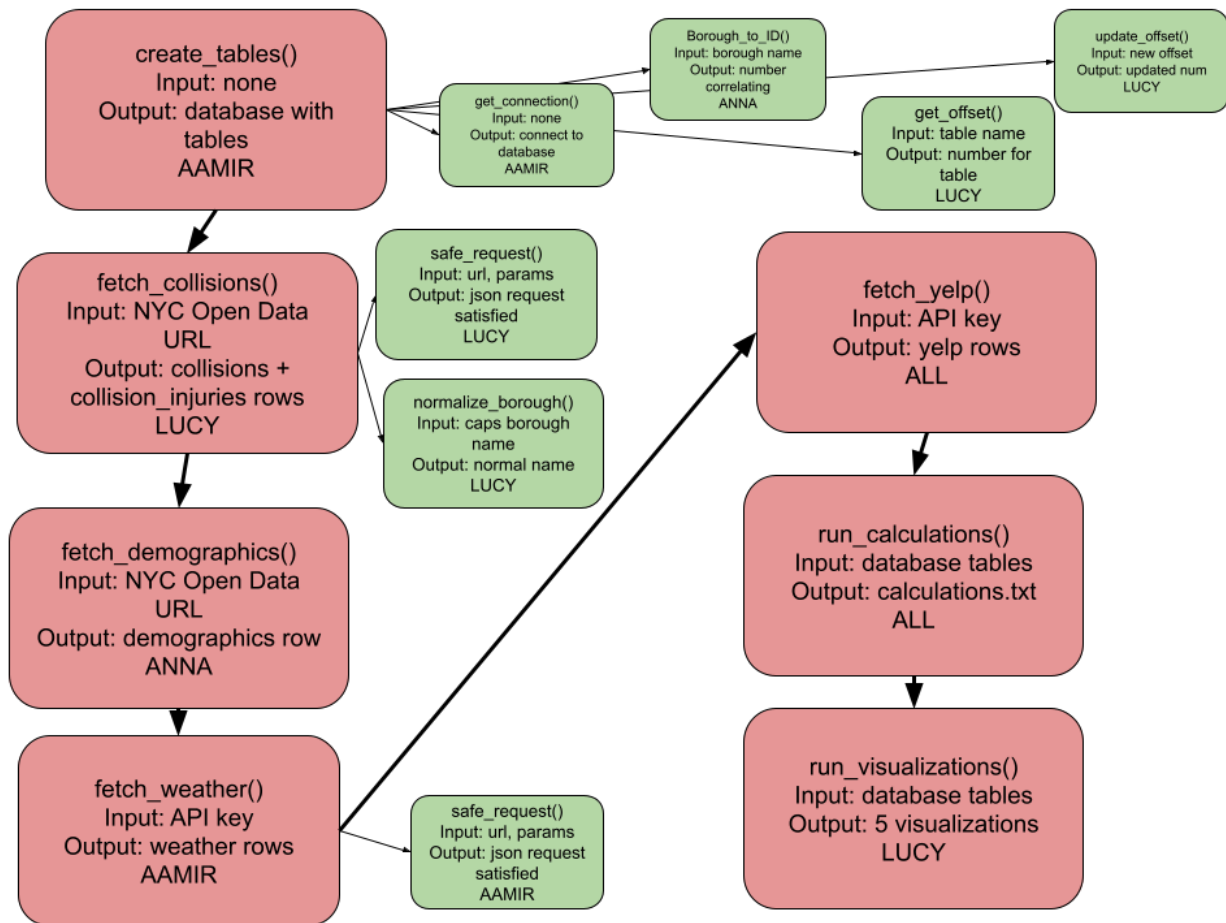 create_tables()
Input: none
Output: database with
tables
AAMIR
get_connection()
Input: none
Output: connect to
database
AAMIR
Borough_to_ID()
Input: borough name
Output: number
correlating
ANNA
get_offset()
Input: table name
Output: number for
table
LUCY
update_offset()
Input: new offset
Output: updated num
LUCY
fetch_collisions()
Input: NYC Open Data
URL
Output: collisions +
collision_injuries rows
LUCY
safe_request()
Input: url, params
Output: json request
satisfied
LUCY
normalize_borough()
Input: caps borough
name
Output: normal name
LUCY
fetch_demographics()
Input: NYC Open Data
URL
Output: demographics row
ANNA
fetch_weather()
Input: API key
Output: weather rows
AAMIR
safe_request()
Input: url, params
Output: json request
satisfied
AAMIR
fetch_yelp()
Input: API key
Output: yelp rows
ALL
run_calculations()
Input: database tables
Output: calculations.txt
ALL
run_visualizations()
Input: database tables
Output: 5 visualizations
LUCY